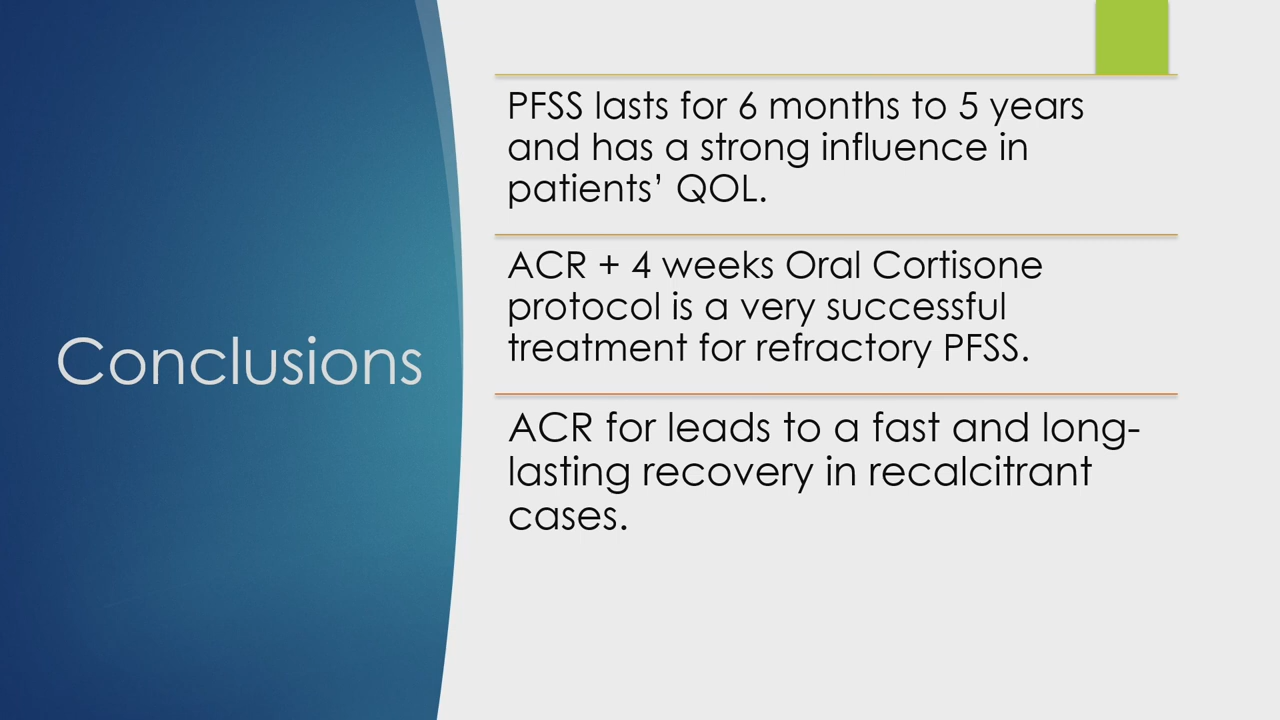 Conclusions
PFSS lasts for 6 months to 5 years
and has a strong influence in
patients’ QOL.
ACR + 4 weeks Oral Cortisone
protocol is a very successful
treatment for refractory PFSS.
ACR for leads to a fast and long-
lasting recovery in recalcitrant
cases.